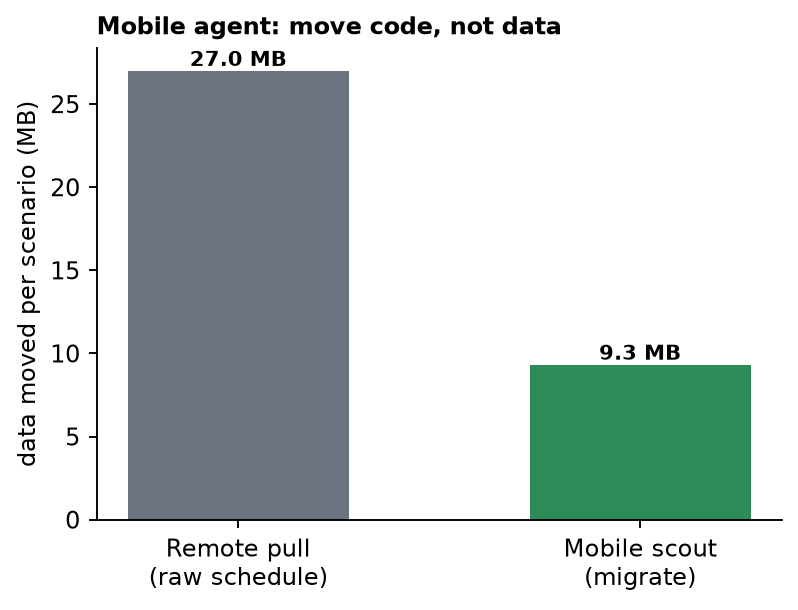 Mobile agent: move code, not data
27.0 MB
9.3 MB
data moved per scenario (MB)
25
20
15
10
5
0
Remote pull
(raw schedule)
Mobile scout
(migrate)